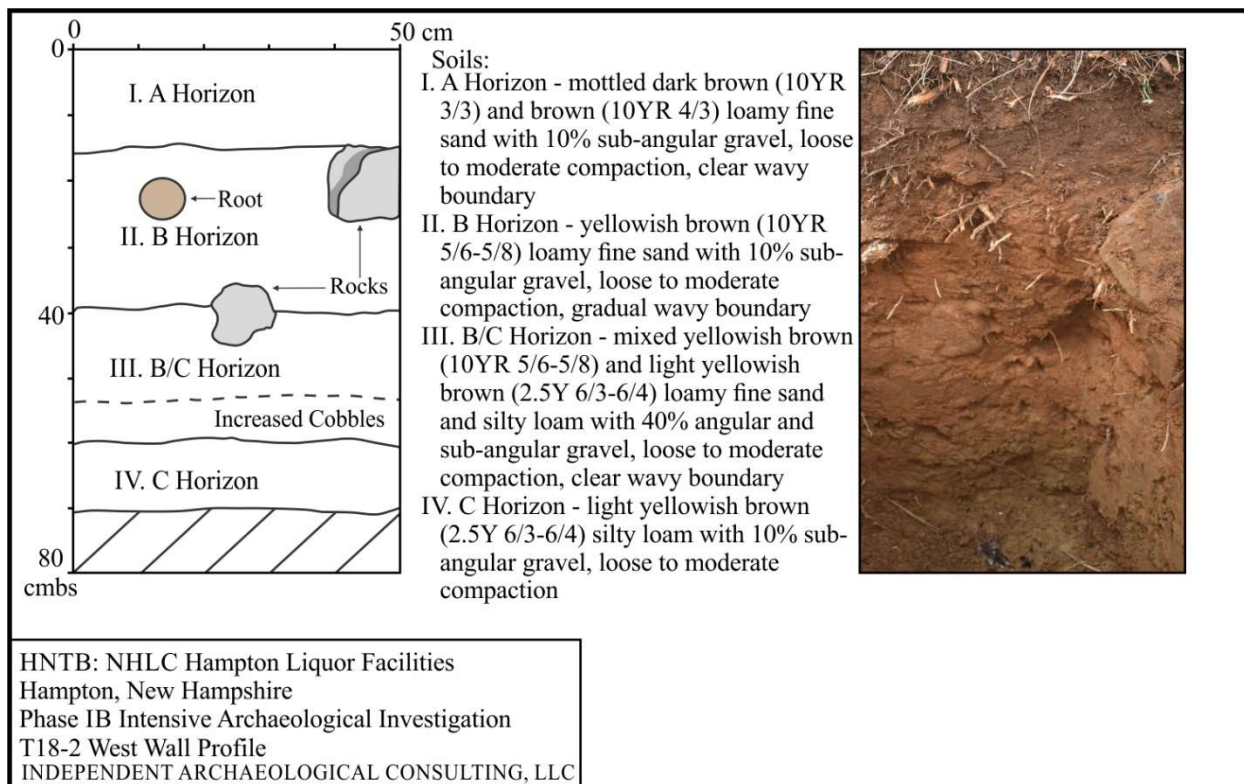 0
50 cm
0
I. A Horizon
Root
II. B Horizon
Rocks
40
III. B/C Horizon
Increased Cobbles
IV. C Horizon
80
cmbs
Soils:
I. A Horizon - mottled dark brown (10YR
3/3) and brown (10YR 4/3) loamy fine
sand with 10% sub-angular gravel, loose
to moderate compaction, clear wavy
boundary
II. B Horizon - yellowish brown (10YR
5/6-5/8) loamy fine sand with 10% sub-
angular gravel, loose to moderate
compaction, gradual wavy boundary
III. B/C Horizon - mixed yellowish brown
(10YR 5/6-5/8) and light yellowish
brown (2.5Y 6/3-6/4) loamy fine sand
and silty loam with 40% angular and
sub-angular gravel, loose to moderate
compaction, clear wavy boundary
IV. C Horizon - light yellowish brown
(2.5Y 6/3-6/4) silty loam with 10% sub-
angular gravel, loose to moderate
compaction
HNTB: NHLC Hampton Liquor Facilities
Hampton, New Hampshire
Phase IB Intensive Archaeological Investigation
T18-2 West Wall Profile
INDEPENDENT ARCHAEOLOGICAL CONSULTING, LLC